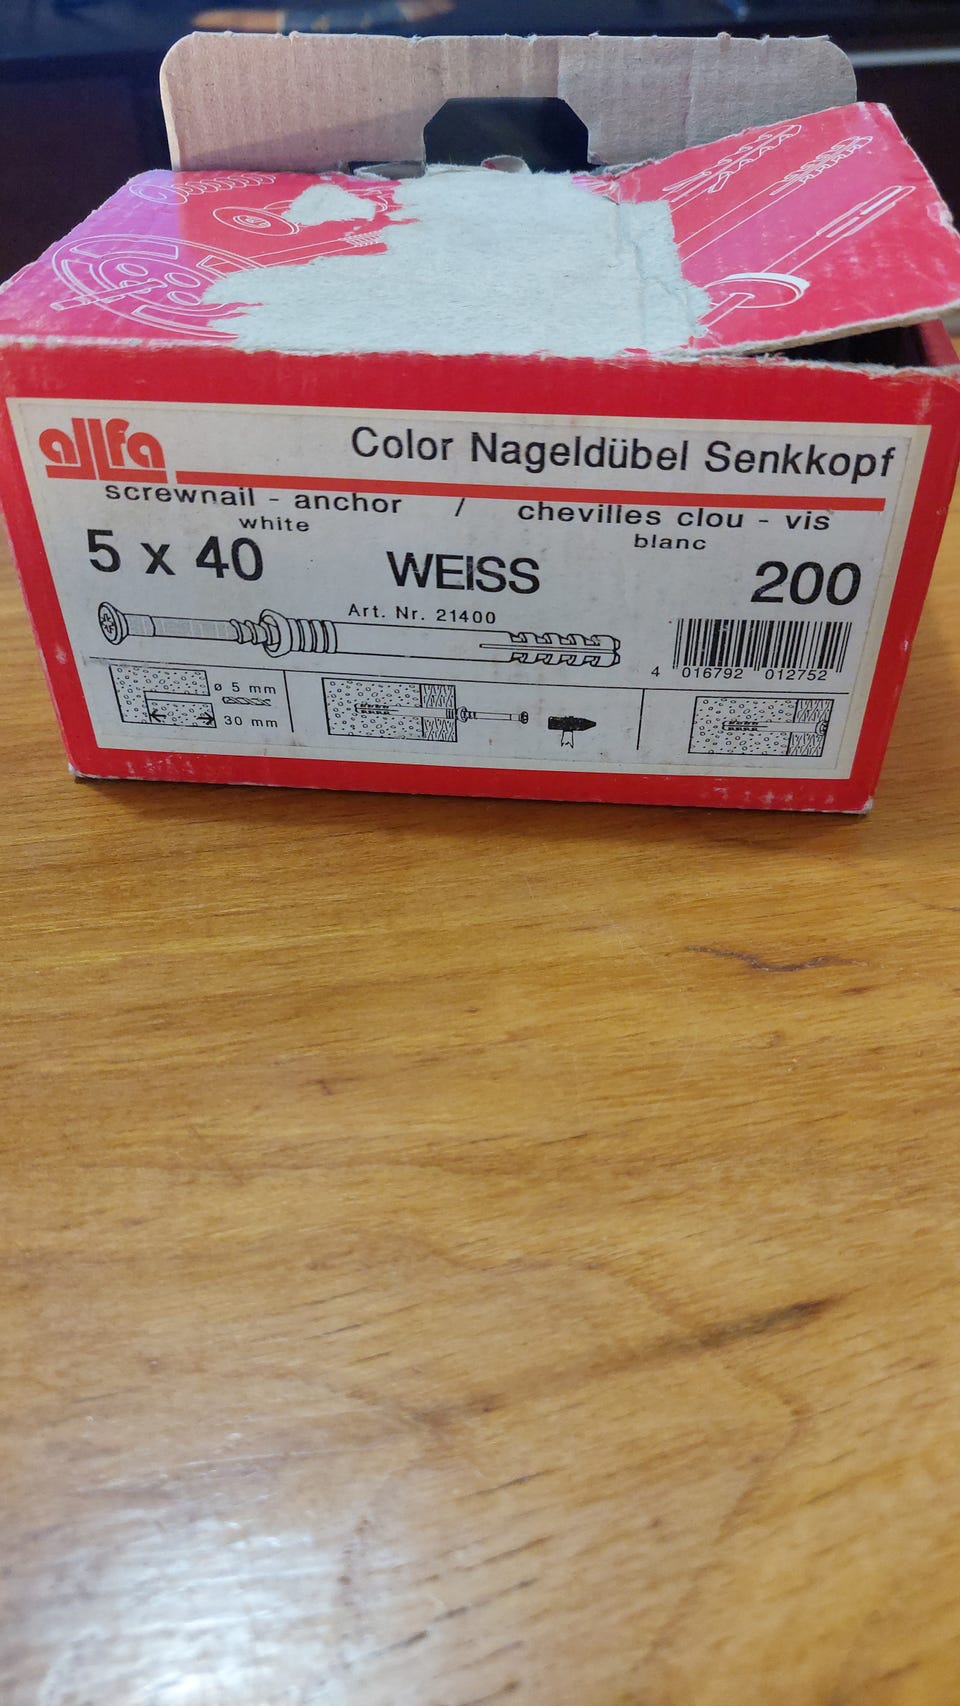 allfa
Color Nageldübel Senkkopf
screwnail - anchor / chevilles clou - vis
white blanc
5 x 40 WEISS 200
Art. Nr. 21400
4 016792 012752
ø 5 mm
30 mm